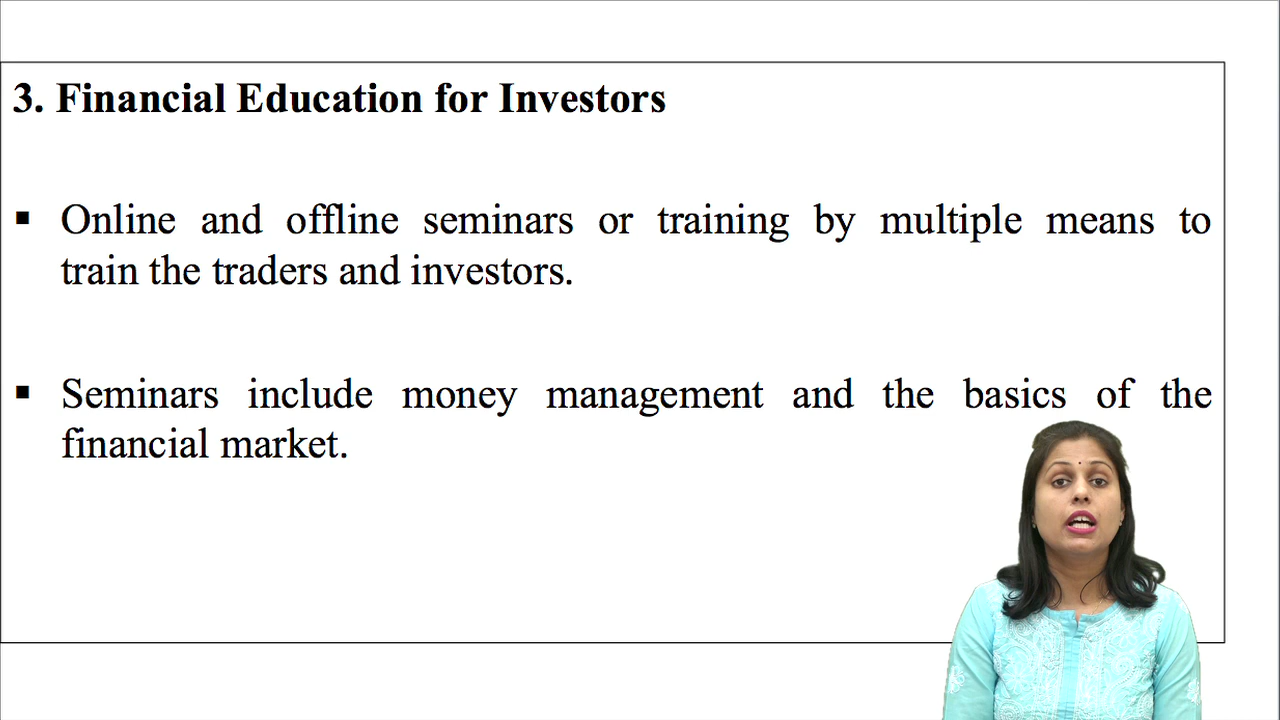 3. Financial Education for Investors
▪ Online and offline seminars or training by multiple means to
train the traders and investors.
▪ Seminars include money management and the basics of the
financial market.